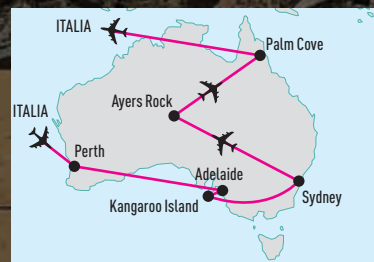 ITALIA
Palm Cove
Ayers Rock
ITALIA
Perth
Adelaide
Kangaroo Island
Sydney